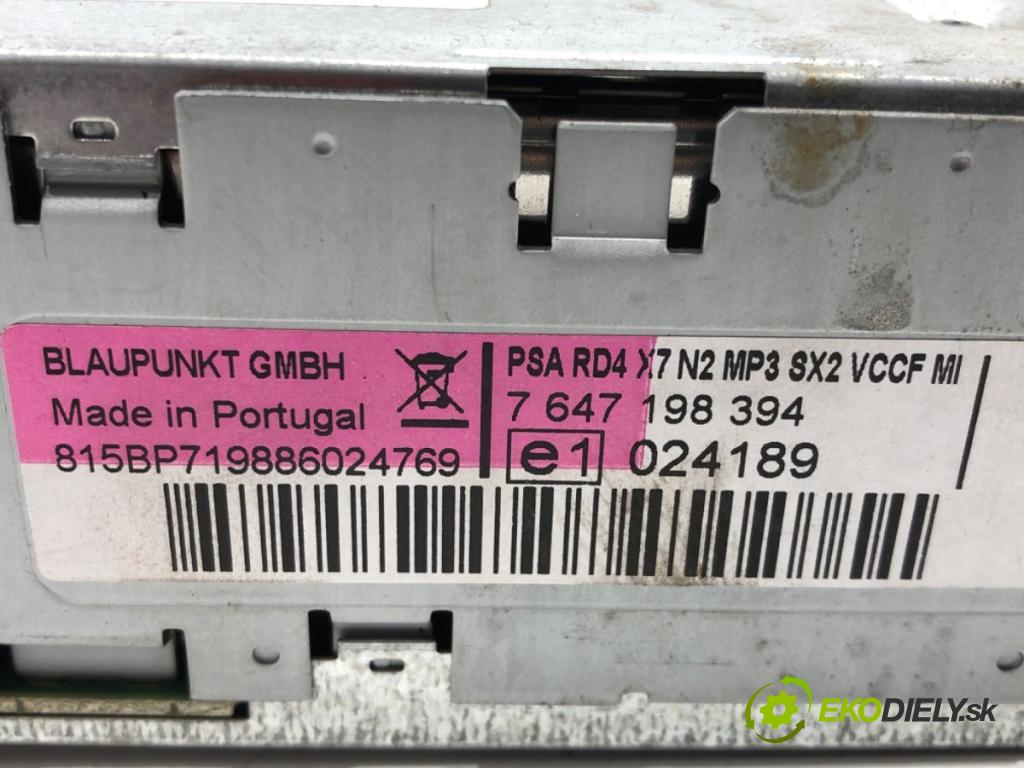 BLAUPUNKT GMBH
Made in Portugal
815BP719886024769
PSA RD4 X7 N2 MP3 SX2 VCCF MI
7 647 198 394
e1 024189
EKODIELY.sk